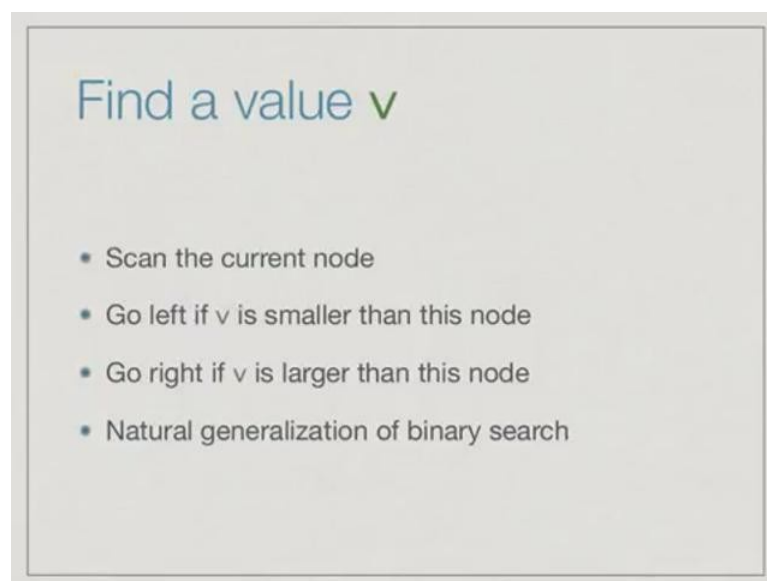 Find a value v
• Scan the current node
• Go left if v is smaller than this node
• Go right if v is larger than this node
• Natural generalization of binary search